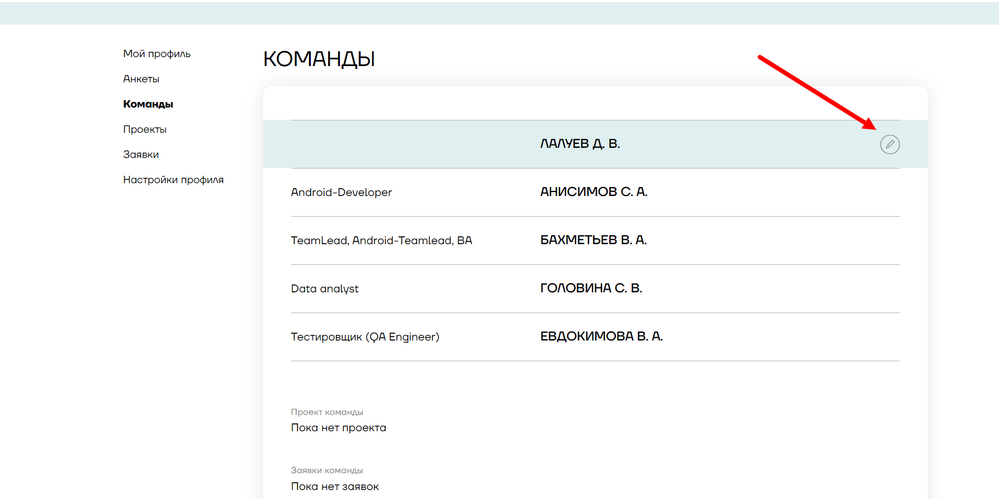 Мой профиль
Анкеты
Команды
Проекты
Заявки
Настройки профиля
КОМАНДЫ
ЛАЛУЕВ Д. В.
Android-Developer АНИСИМОВ С. А.
TeamLead, Android-Teamlead, BA БАХМЕТЬЕВ В. А.
Data analyst ГОЛОВИНА С. В.
Тестировщик (QA Engineer) ЕВДОКИМОВА В. А.
Проект команды
Пока нет проекта
Заявки команды
Пока нет заявок